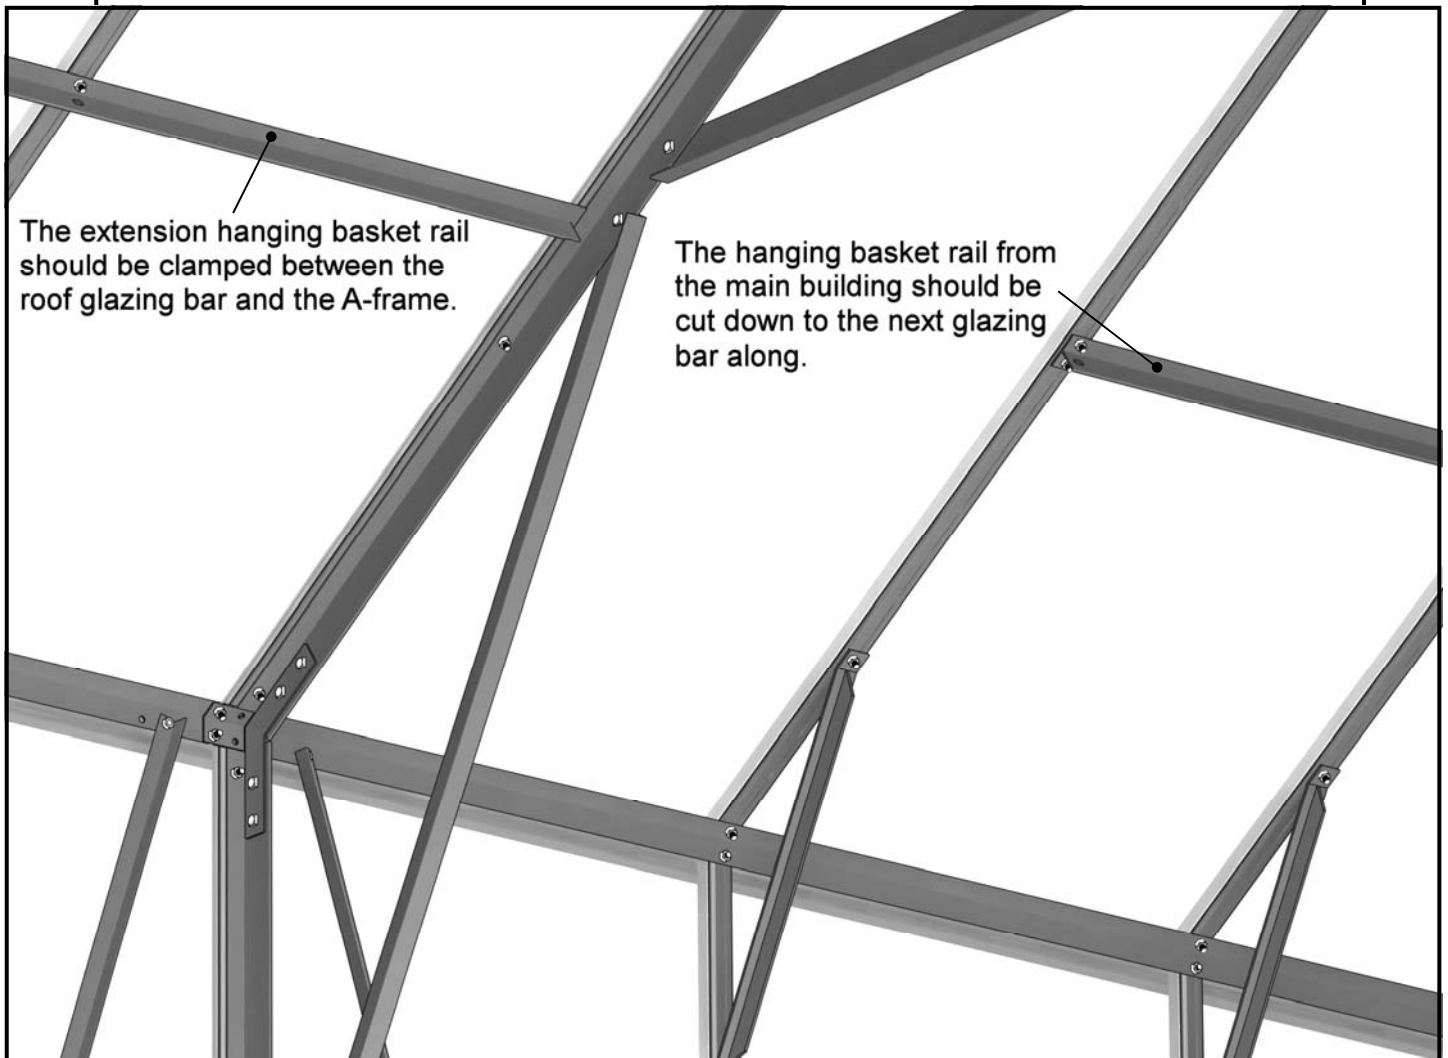 The extension hanging basket rail
should be clamped between the
roof glazing bar and the A-frame.
The hanging basket rail from
the main building should be
cut down to the next glazing
bar along.